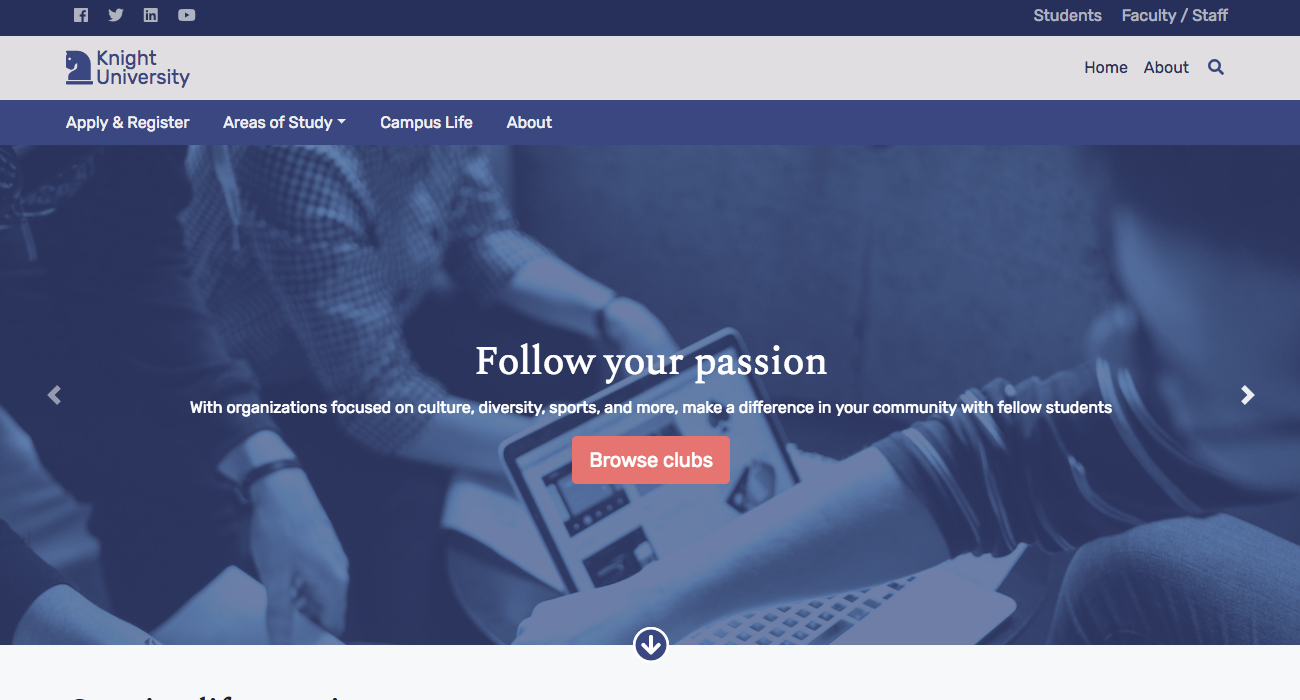 Students Faculty / Staff
Knight
University
Home About
Apply & Register Areas of Study Campus Life About
Follow your passion
With organizations focused on culture, diversity, sports, and more, make a difference in your community with fellow students
Browse clubs